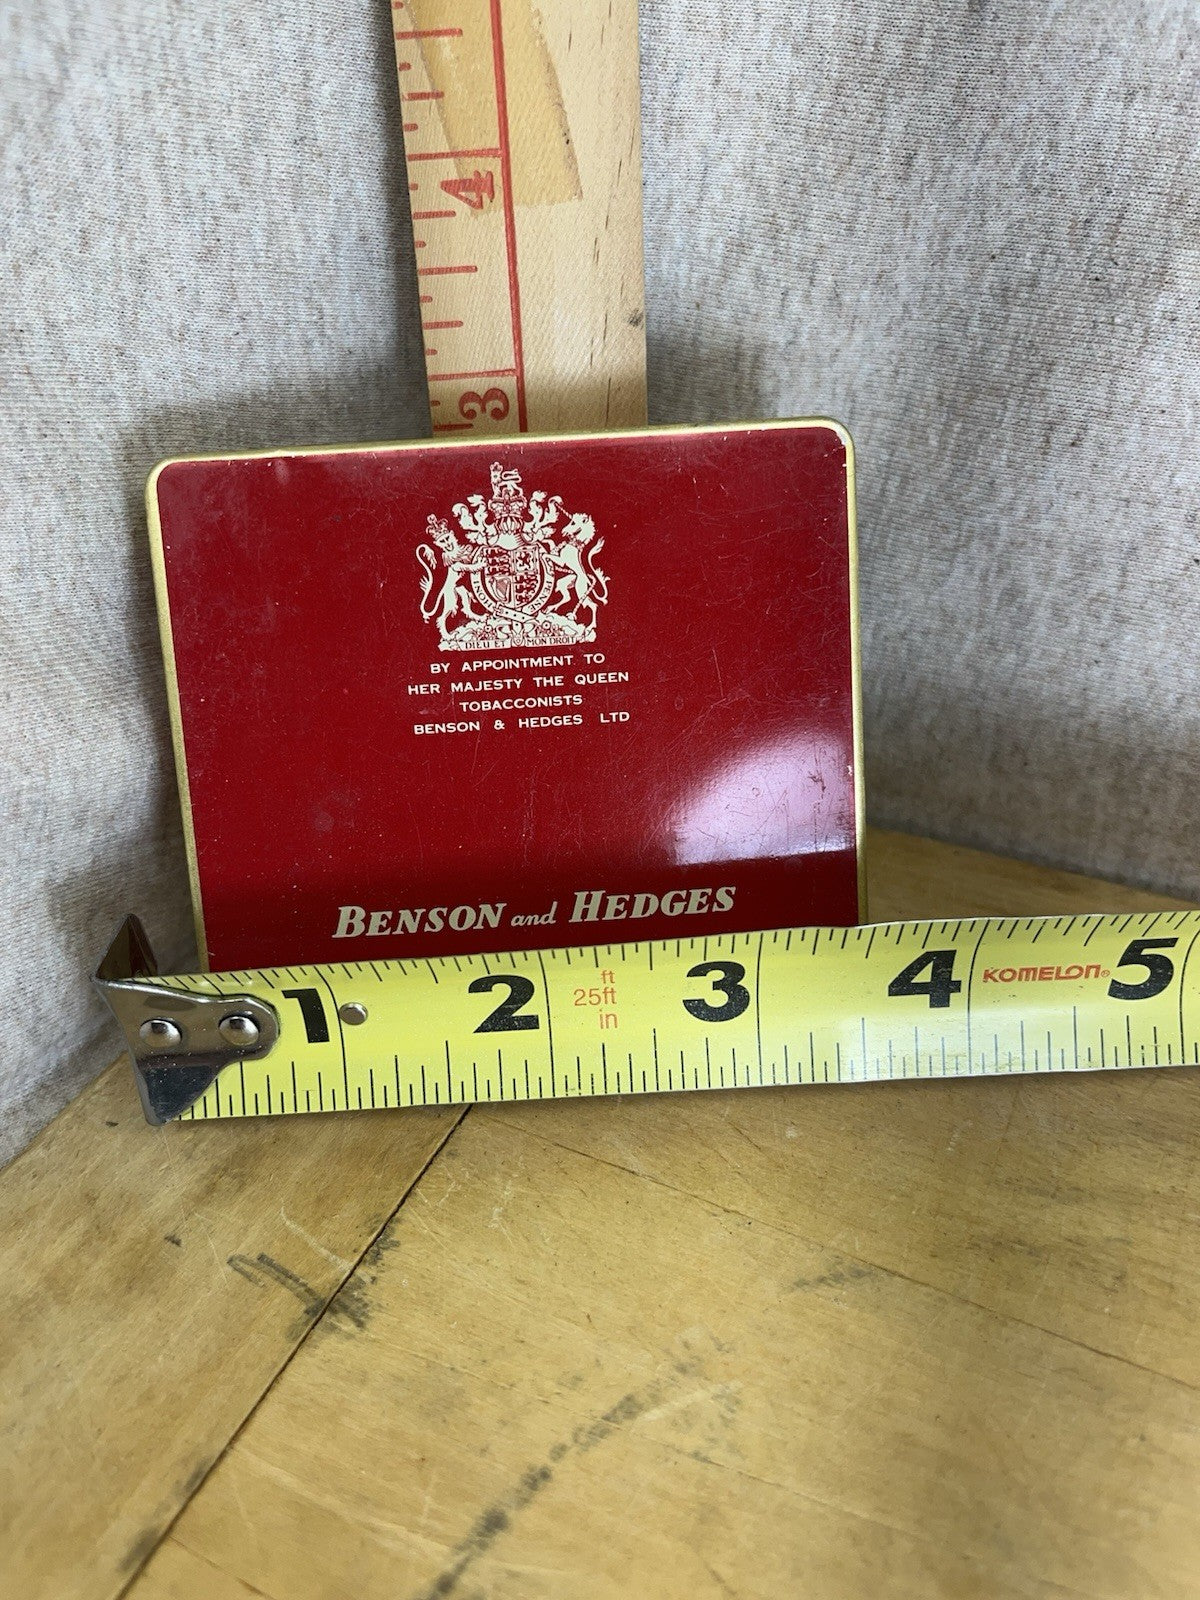 4
3
HONI
DIEU ET MON DROIT
BY APPOINTMENT TO
HER MAJESTY THE QUEEN
TOBACCONISTS
BENSON & HEDGES LTD
BENSON and HEDGES
1 2 ft 3 4 KOMELON® 5
25ft
in